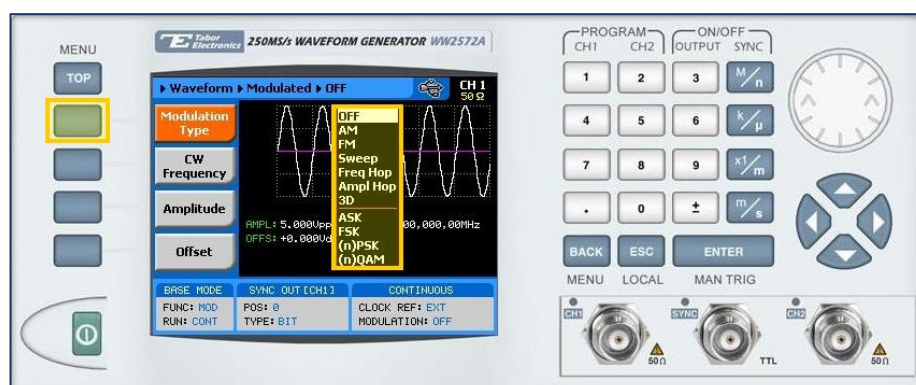 MENU
TOP
Tabor Electronics
250MS/s WAVEFORM GENERATOR WW2572A
▸ Waveform ▸ Modulated ▸ OFF
CH 1
50 Ω
Modulation
Type
CW
Frequency
Amplitude
Offset
OFF
AM
FM
Sweep
Freq Hop
Ampl Hop
3D
ASK
FSK
(n)PSK
(n)QAM
AMPL: 5.000Vpp
00,000,00MHz
OFFS: +0.000Vd
BASE MODE
FUNC: MOD
RUN: CONT
SYNC OUT [CH1]
POS: 0
TYPE: BIT
CONTINUOUS
CLOCK REF: EXT
MODULATION: OFF
PROGRAM
CH1 CH2
ON/OFF
OUTPUT SYNC
1 2 3 M/n
4 5 6 k/µ
7 8 9 x1/m
. 0 ± m/s
BACK ESC ENTER
MENU LOCAL MAN TRIG
CH1 SYNC CH2
50Ω TTL 50Ω